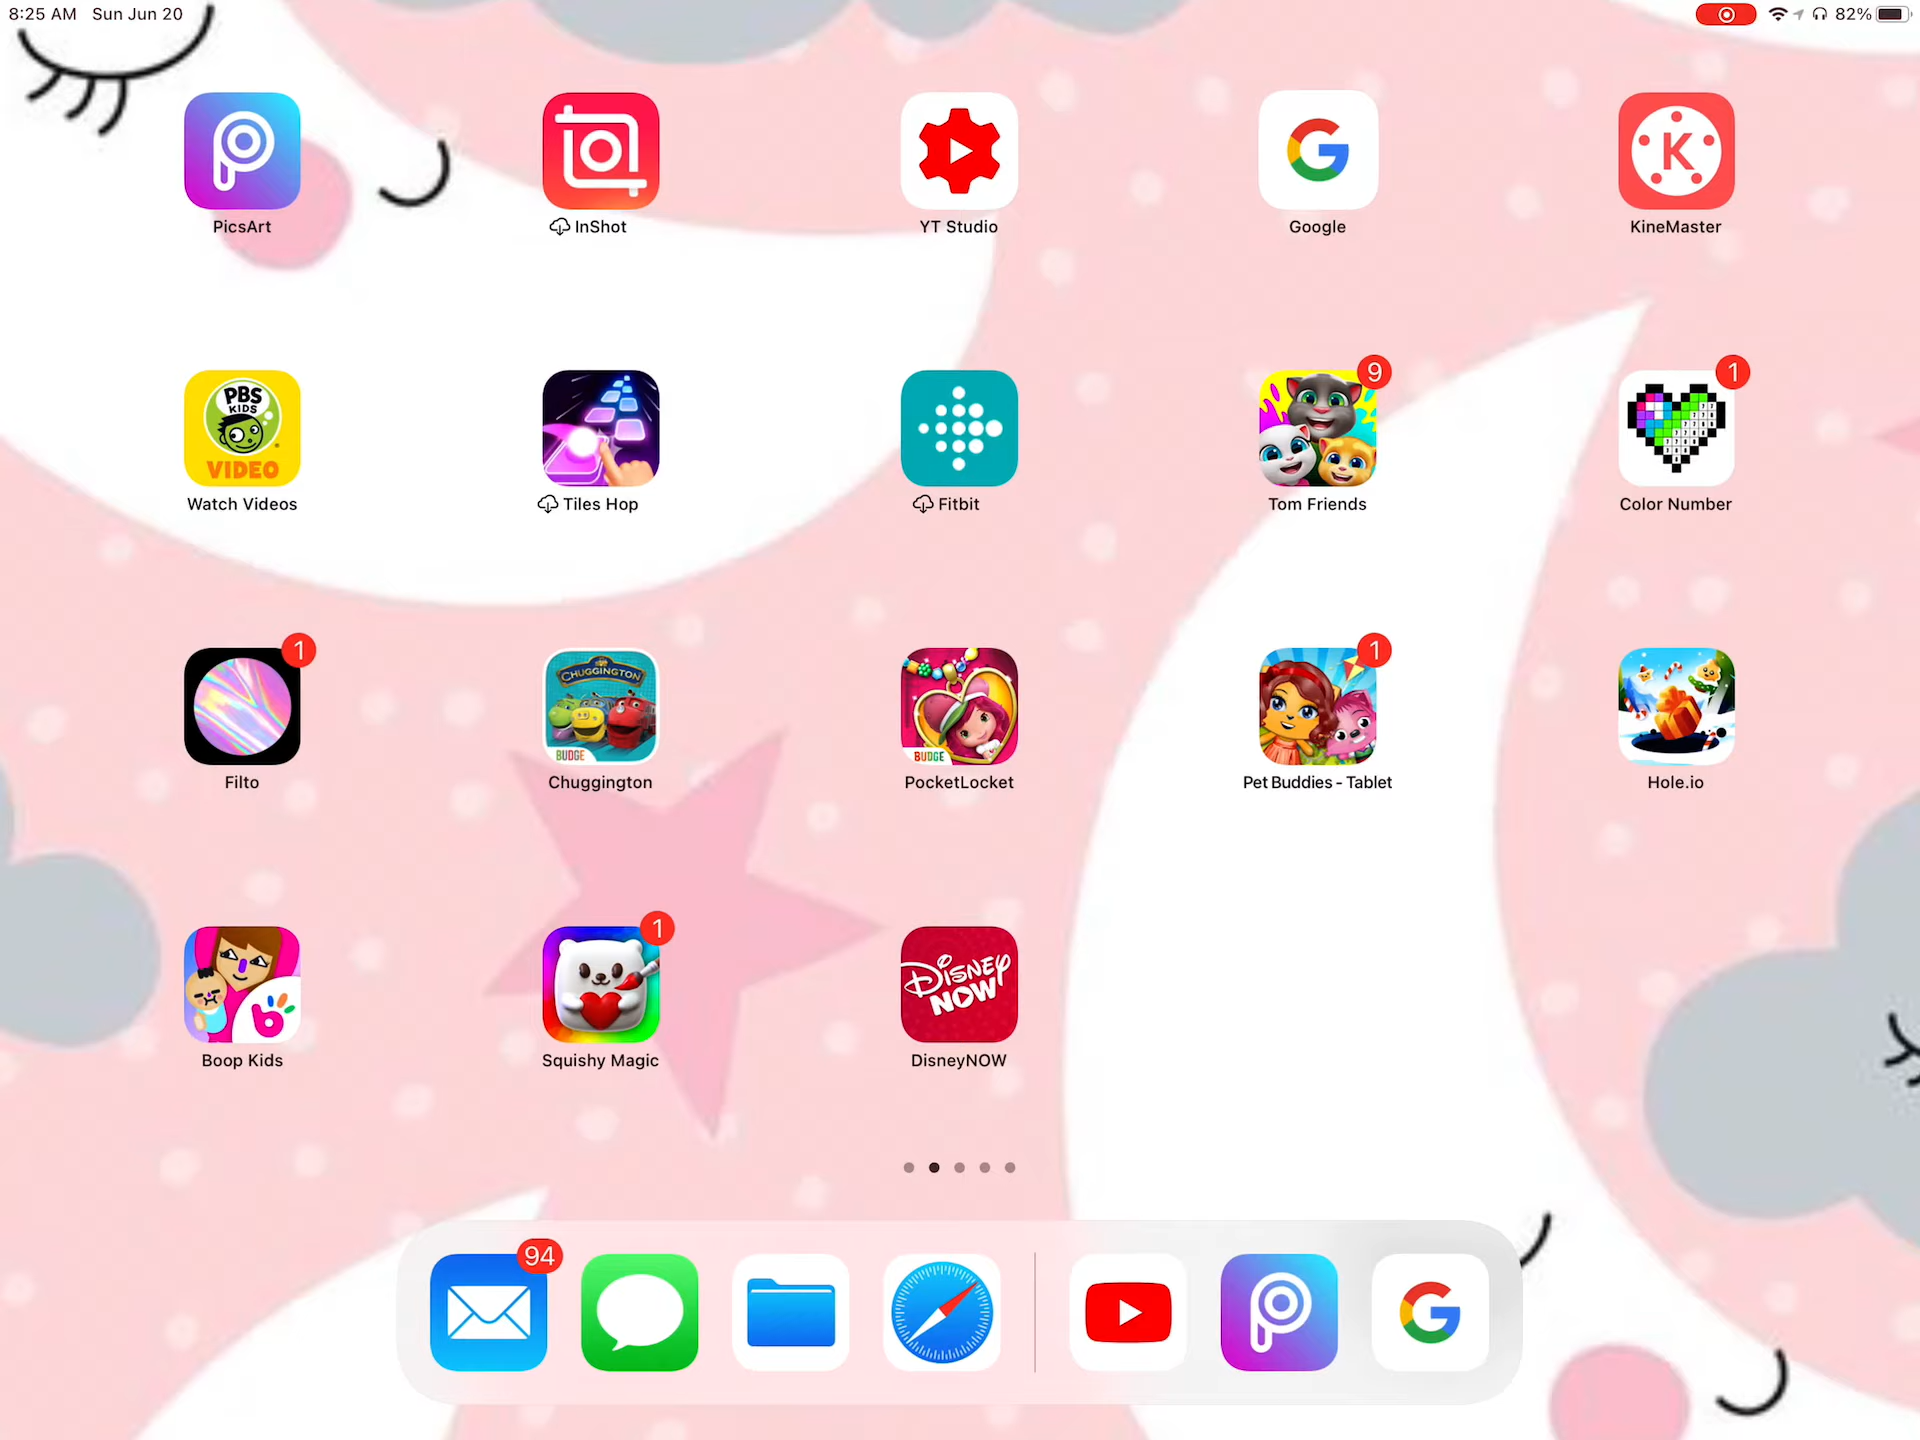 8:25 AM Sun Jun 20
82%
PicsArt
InShot
YT Studio
Google
K
KineMaster
PBS
KIDS
VIDEO
Watch Videos
Tiles Hop
Fitbit
9
Tom Friends
1
Color Number
1
Filto
CHUGGINGTON
BUDGE
Chuggington
BUDGE
PocketLocket
1
Pet Buddies - Tablet
Hole.io
b
Boop Kids
1
Squishy Magic
DISNEY
NOW
DisneyNOW
94